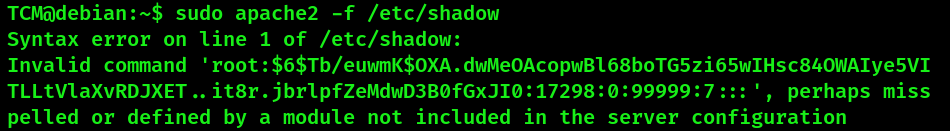 TCM@debian:~$ sudo apache2 -f /etc/shadow
Syntax error on line 1 of /etc/shadow:
Invalid command 'root:$6$Tb/euwmK$OXA.dwMeOAcopwBl68boTG5zi65wIHsc84OWAIye5VI
TLLtVlaXvRDJXET..it8r.jbrlpfZeMdwD3B0fGxJI0:17298:0:99999:7:::', perhaps miss
pelled or defined by a module not included in the server configuration